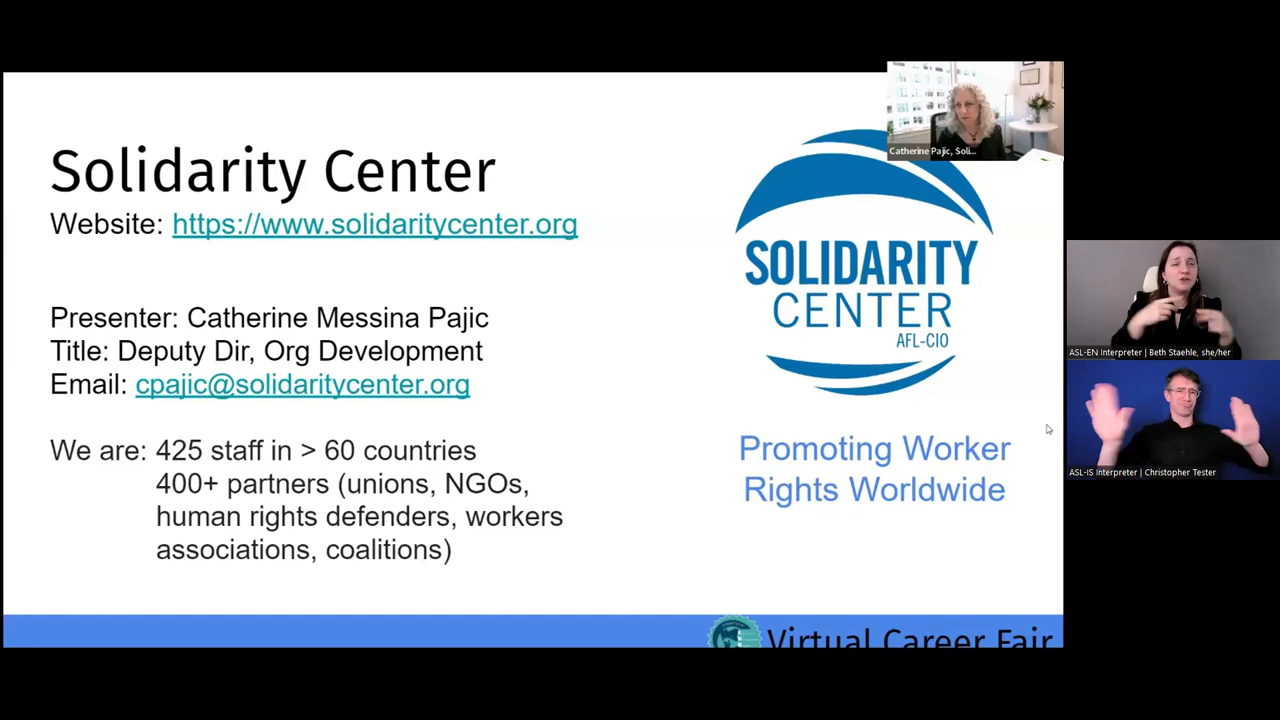 Solidarity Center
Website: https://www.solidaritycenter.org
Presenter: Catherine Messina Pajic
Title: Deputy Dir, Org Development
Email: cpajic@solidaritycenter.org
We are: 425 staff in > 60 countries
400+ partners (unions, NGOs,
human rights defenders, workers
associations, coalitions)
Catherine Pajic, Soli...
SOLIDARITY
CENTER
AFL-CIO
Promoting Worker
Rights Worldwide
Virtual Career Fair
ASL-EN Interpreter | Beth Staehle, she/her
ASL-IS Interpreter | Christopher Tester